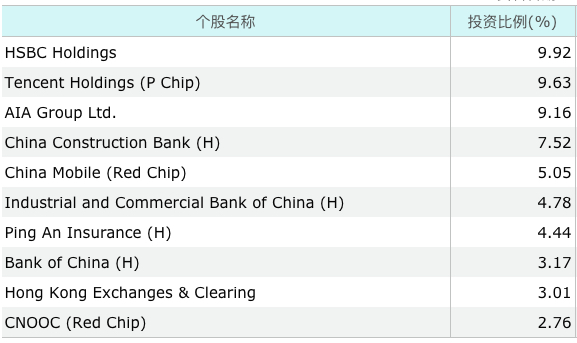 个股名称 投资比例(%)
HSBC Holdings 9.92
Tencent Holdings (P Chip) 9.63
AIA Group Ltd. 9.16
China Construction Bank (H) 7.52
China Mobile (Red Chip) 5.05
Industrial and Commercial Bank of China (H) 4.78
Ping An Insurance (H) 4.44
Bank of China (H) 3.17
Hong Kong Exchanges & Clearing 3.01
CNOOC (Red Chip) 2.76